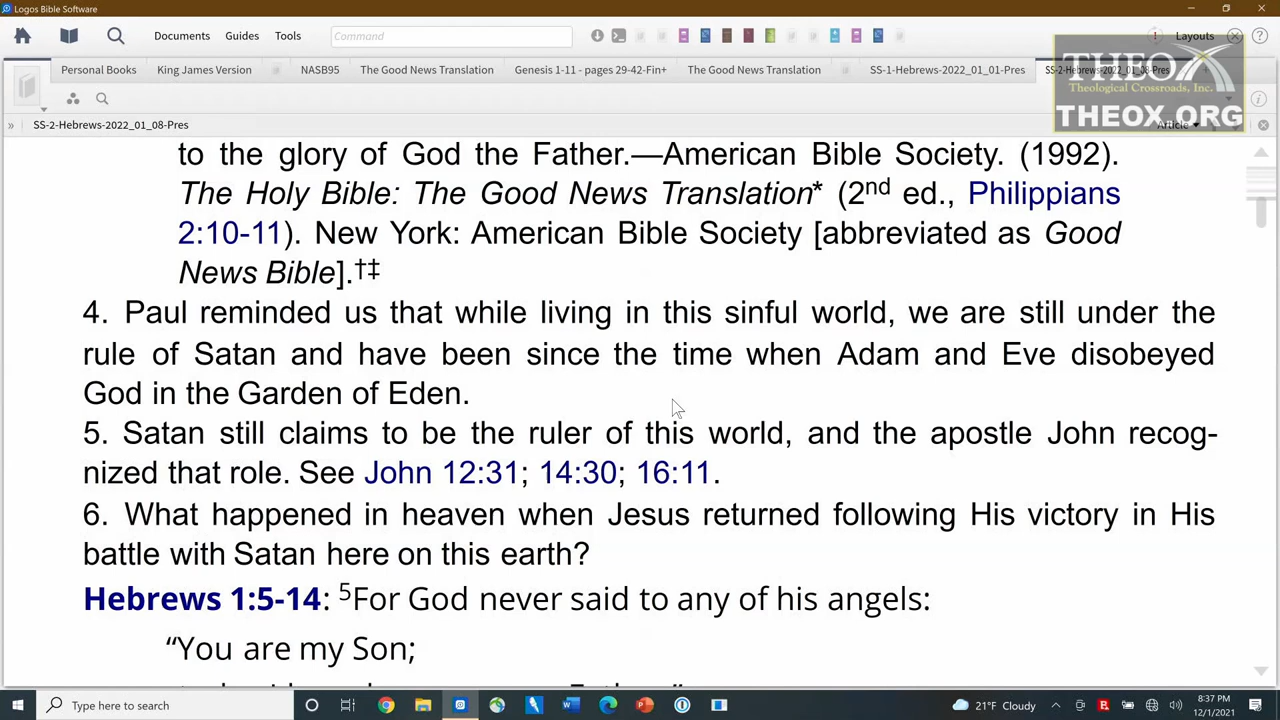 Logos Bible Software
Documents Guides Tools Command Layouts
Personal Books King James Version NASB95 Genesis 1-11 - pages 29-42-Fin+ The Good News Translation SS-1-Hebrews-2022_01_01-Pres SS-2-Hebrews-2022_01_08-Pres
THEOX
Theological Crossroads, Inc.
THEOX.ORG
SS-2-Hebrews-2022_01_08-Pres Article
to the glory of God the Father.—American Bible Society. (1992).
The Holy Bible: The Good News Translation* (2nd ed., Philippians
2:10-11). New York: American Bible Society [abbreviated as Good
News Bible].†‡
4. Paul reminded us that while living in this sinful world, we are still under the
rule of Satan and have been since the time when Adam and Eve disobeyed
God in the Garden of Eden.
5. Satan still claims to be the ruler of this world, and the apostle John recog-
nized that role. See John 12:31; 14:30; 16:11.
6. What happened in heaven when Jesus returned following His victory in His
battle with Satan here on this earth?
Hebrews 1:5-14: 5For God never said to any of his angels:
“You are my Son;
Type here to search 21°F Cloudy 8:37 PM
12/1/2021